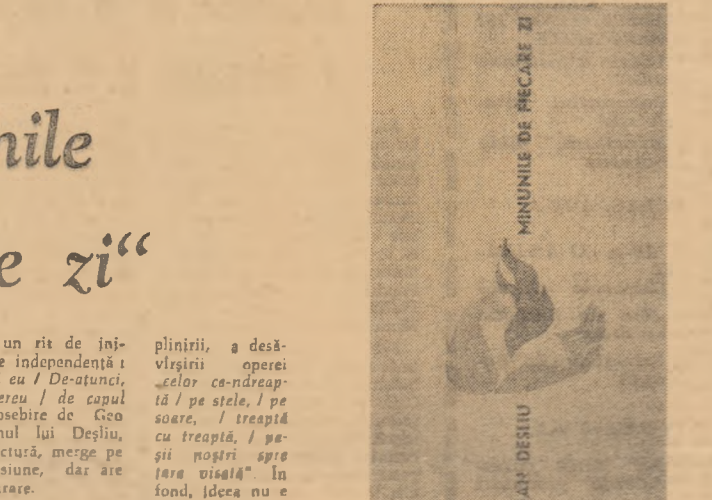 nile
e zi“
un rit de ini-
e independență
eu / De-atunci,
ereu / de capul
osebire de Geo
nul lui Deșliu,
ctură, merge pe
siune, dar are
rare.
plinirii, a desă-
vîrșirii operei
„celor ce-ndreap-
tă / pe stele, / pe
soare, / treaptă
cu treaptă, / pa-
șii noștri spre
țara visată“. In
fond, ideea nu e
MINUNILE DE FIECARE ZI
AN DEȘLIU